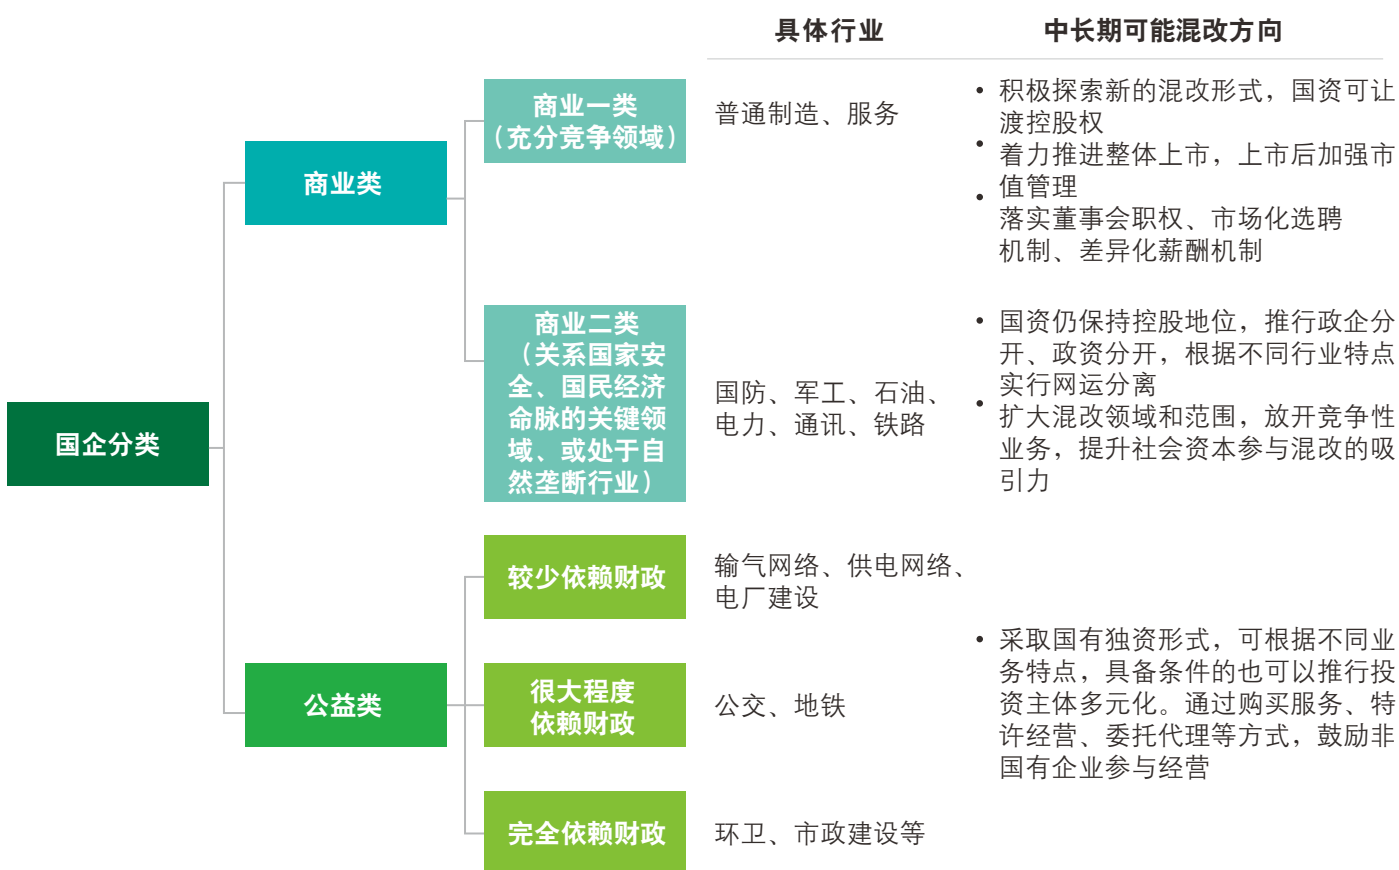 具体行业
中长期可能混改方向
国企分类
商业类
商业一类
（充分竞争领域）
普通制造、服务
• 积极探索新的混改形式，国资可让
渡控股权
• 着力推进整体上市，上市后加强市
值管理
• 落实董事会职权、市场化选聘
机制、差异化薪酬机制
商业二类
（关系国家安
全、国民经济
命脉的关键领
域、或处于自
然垄断行业）
国防、军工、石油、
电力、通讯、铁路
• 国资仍保持控股地位，推行政企分
开、政资分开，根据不同行业特点
实行网运分离
• 扩大混改领域和范围，放开竞争性
业务，提升社会资本参与混改的吸
引力
公益类
较少依赖财政
输气网络、供电网络、
电厂建设
很大程度
依赖财政
公交、地铁
• 采取国有独资形式，可根据不同业
务特点，具备条件的也可以推行投
资主体多元化。通过购买服务、特
许经营、委托代理等方式，鼓励非
国有企业参与经营
完全依赖财政
环卫、市政建设等